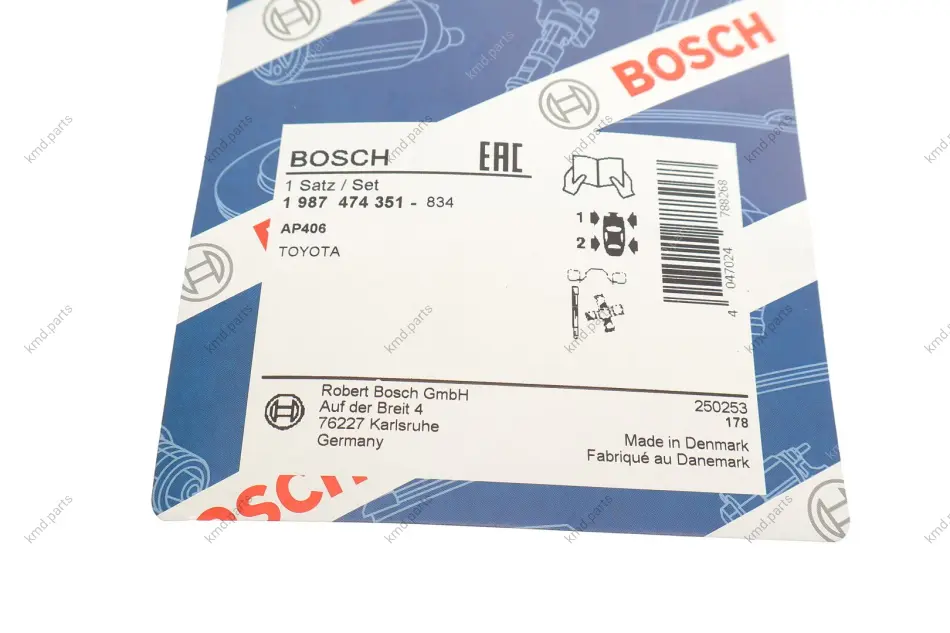 BOSCH
BOSCH
EAC
1 Satz / Set
1 987 474 351 - 834
AP406
TOYOTA
1
2
4 047024 788268
Robert Bosch GmbH
Auf der Breit 4
76227 Karlsruhe
Germany
250253
178
Made in Denmark
Fabriqué au Danemark
BOSCH
kmd.parts